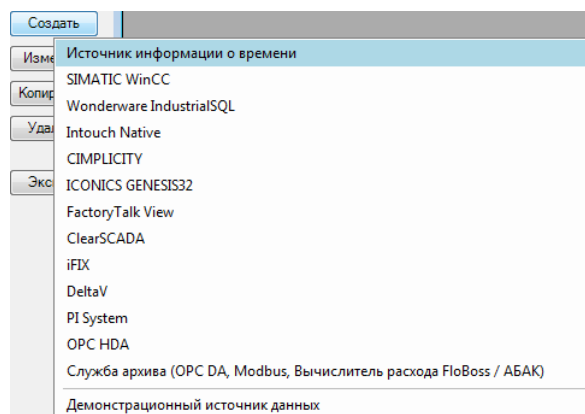 Создать
Источник информации о времени
SIMATIC WinCC
Wonderware IndustrialSQL
Intouch Native
CIMPLICITY
ICONICS GENESIS32
FactoryTalk View
ClearSCADA
iFIX
DeltaV
PI System
OPC HDA
Служба архива (OPC DA, Modbus, Вычислитель расхода FloBoss / АБАК)
Демонстрационный источник данных